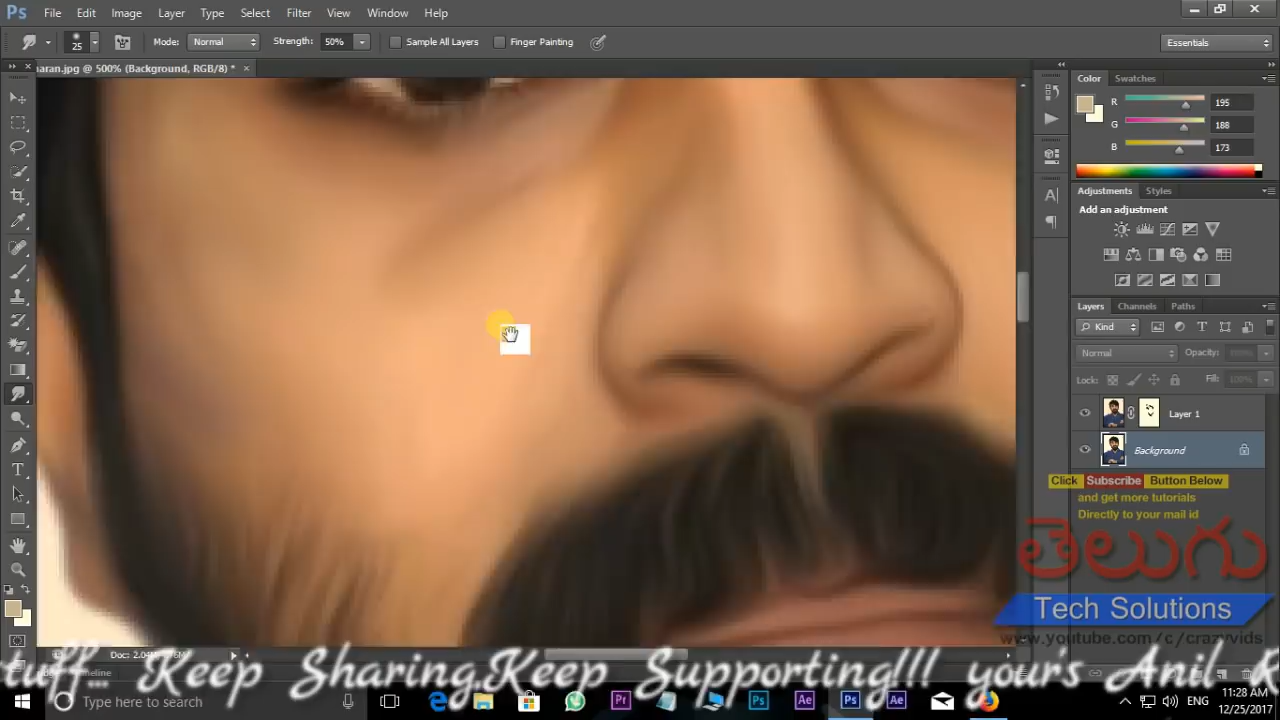 Ps File Edit Image Layer Type Select Filter 3D View Window Help
25 Mode: Normal Strength: 50% Sample All Layers Finger Painting Essentials
aran.jpg @ 500% (Background, RGB/8) * ×
Color Swatches
R 195
G 188
B 173
Adjustments Styles
Add an adjustment
Layers Channels Paths
Kind
Normal Opacity: 100%
Lock: Fill: 100%
Layer 1
Background
Click Subscribe Button Below
and get more tutorials
Directly to your mail id
తెలుగు
Tech Solutions
www.youtube.com/c/crazyvids
Doc: 2.04M
Timeline
stuff... Keep Sharing,Keep Supporting!!! your's Anil
Type here to search
ENG
11:28 AM
12/25/2017